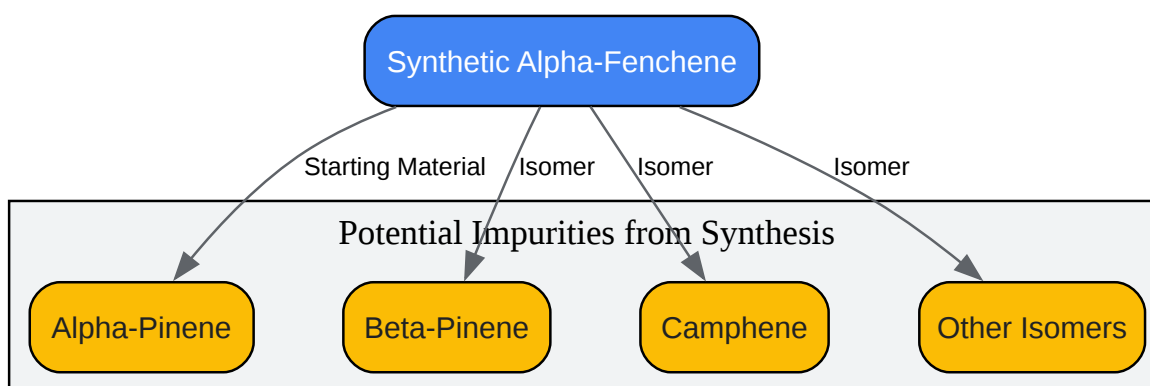 Synthetic Alpha-Fenchene
Starting Material
Isomer
Isomer
Isomer
Potential Impurities from Synthesis
Alpha-Pinene
Beta-Pinene
Camphene
Other Isomers